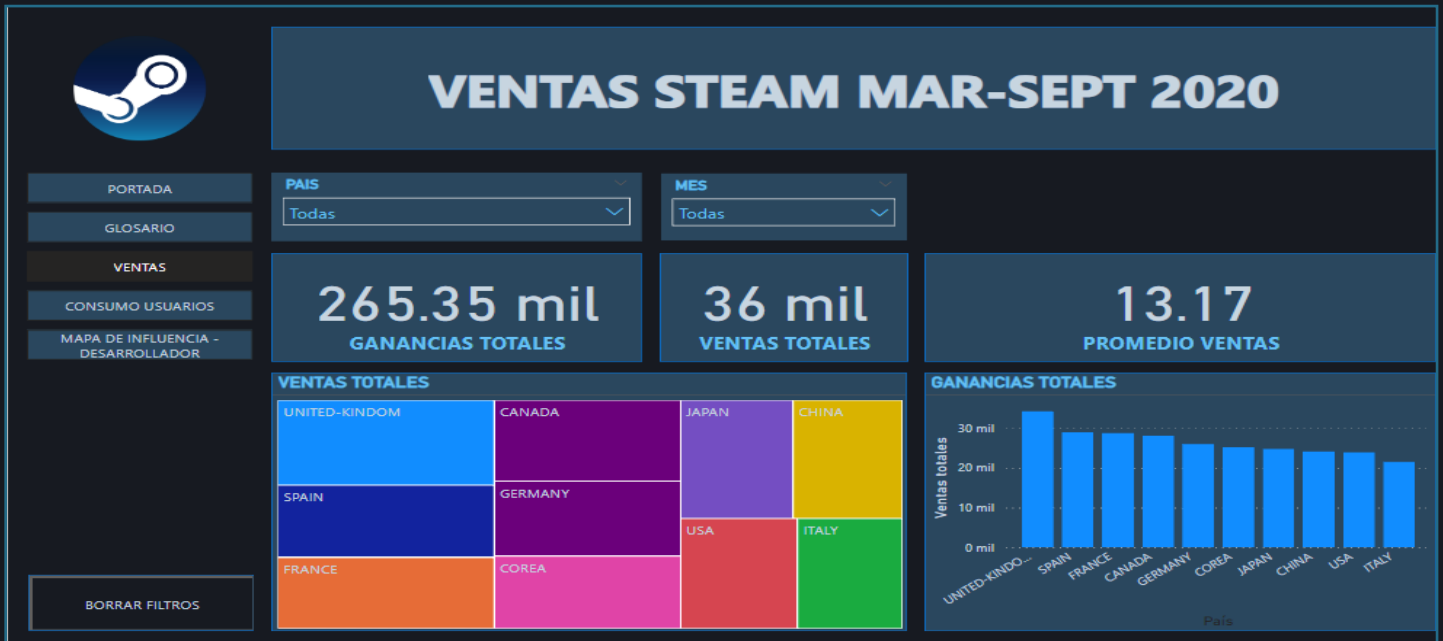 VENTAS STEAM MAR-SEPT 2020
PORTADA
GLOSARIO
VENTAS
CONSUMO USUARIOS
MAPA DE INFLUENCIA -
DESARROLLADOR
BORRAR FILTROS
PAIS
Todas
MES
Todas
265.35 mil
GANANCIAS TOTALES
36 mil
VENTAS TOTALES
13.17
PROMEDIO VENTAS
VENTAS TOTALES
UNITED-KINDOM
SPAIN
FRANCE
CANADA
GERMANY
COREA
JAPAN
CHINA
USA
ITALY
GANANCIAS TOTALES
Ventas totales
30 mil
20 mil
10 mil
0 mil
UNITED-KINDO...
SPAIN
FRANCE
CANADA
GERMANY
COREA
JAPAN
CHINA
USA
ITALY
País